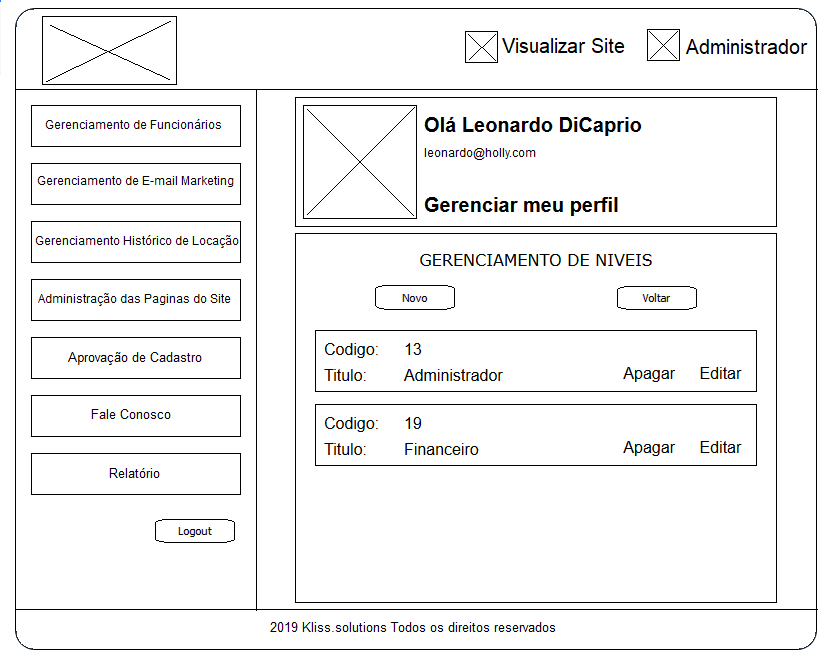 Visualizar Site
Administrador
Gerenciamento de Funcionários
Gerenciamento de E-mail Marketing
Gerenciamento Histórico de Locação
Administração das Paginas do Site
Aprovação de Cadastro
Fale Conosco
Relatório
Logout
Olá Leonardo DiCaprio
leonardo@holly.com
Gerenciar meu perfil
GERENCIAMENTO DE NIVEIS
Novo
Voltar
Codigo: 13
Titulo: Administrador Apagar Editar
Codigo: 19
Titulo: Financeiro Apagar Editar
2019 Kliss.solutions Todos os direitos reservados